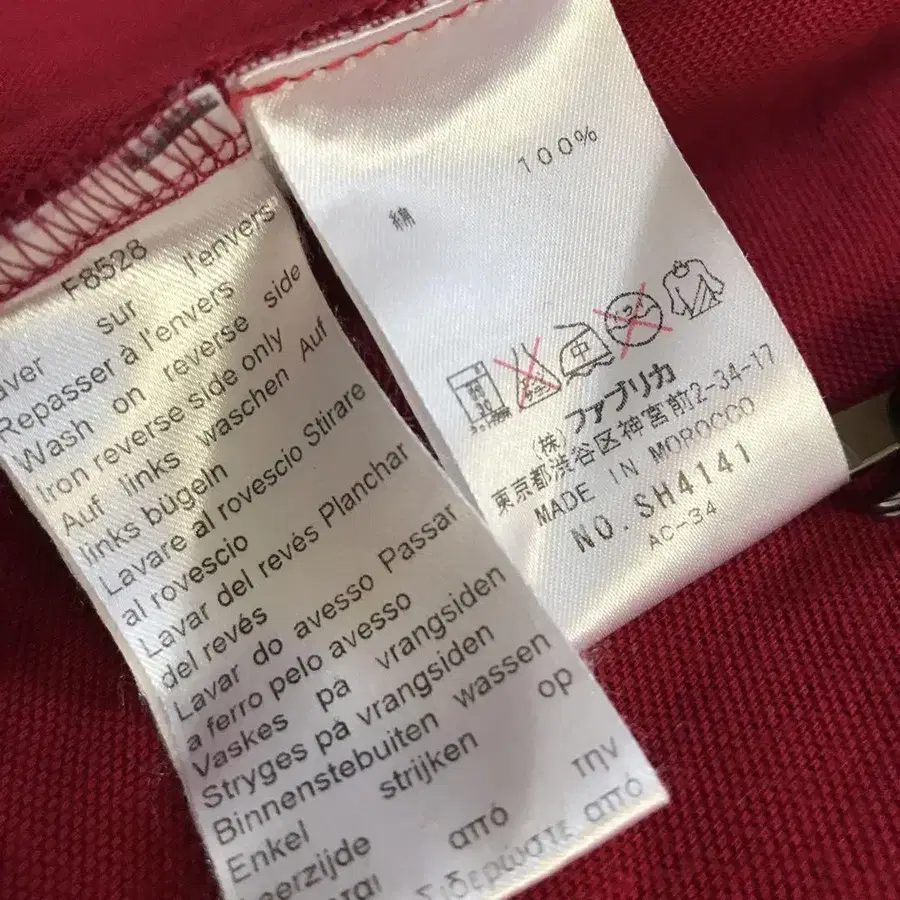 F8528
sur l'envers
Repasser à l'envers
Wash on reverse side
Iron reverse side only
Auf links waschen Auf
links bügeln
Lavare al rovescio Stirare
al rovescio
Lavar del revés Planchar
del revés
Lavar do avesso Passar
a ferro pelo avesso
Vaskes på vrangsiden
Stryges på vrangsiden
Binnenstebuiten wassen
Enkel strijken op
από την
Σιδερώστε από
綿 100%
中
(株)ファブリカ
東京都渋谷区神宮前2-34-17
MADE IN MOROCCO
NO. SH4141
AC-34